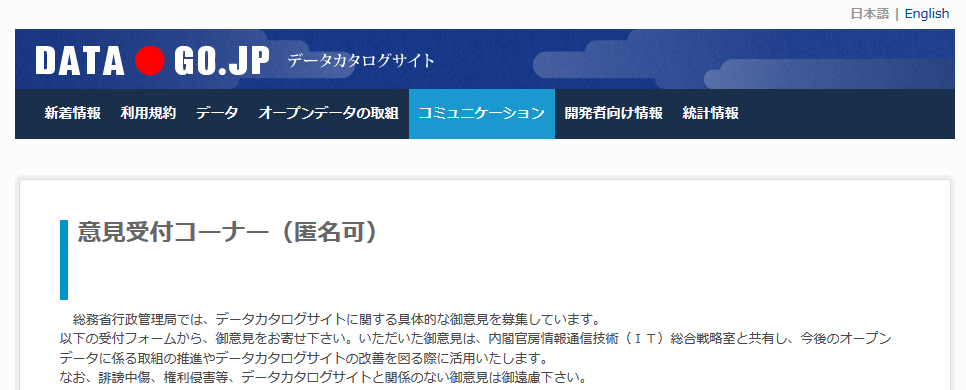 日本語 | English
DATA GO.JP データカタログサイト
新着情報 利用規約 データ オープンデータの取組 コミュニケーション 開発者向け情報 統計情報
意見受付コーナー（匿名可）
総務省行政管理局では、データカタログサイトに関する具体的な御意見を募集しています。
以下の受付フォームから、御意見をお寄せ下さい。いただいた御意見は、内閣官房情報通信技術（ＩＴ）総合戦略室と共有し、今後のオープン
データに係る取組の推進やデータカタログサイトの改善を図る際に活用いたします。
なお、誹謗中傷、権利侵害等、データカタログサイトと関係のない御意見は御遠慮下さい。